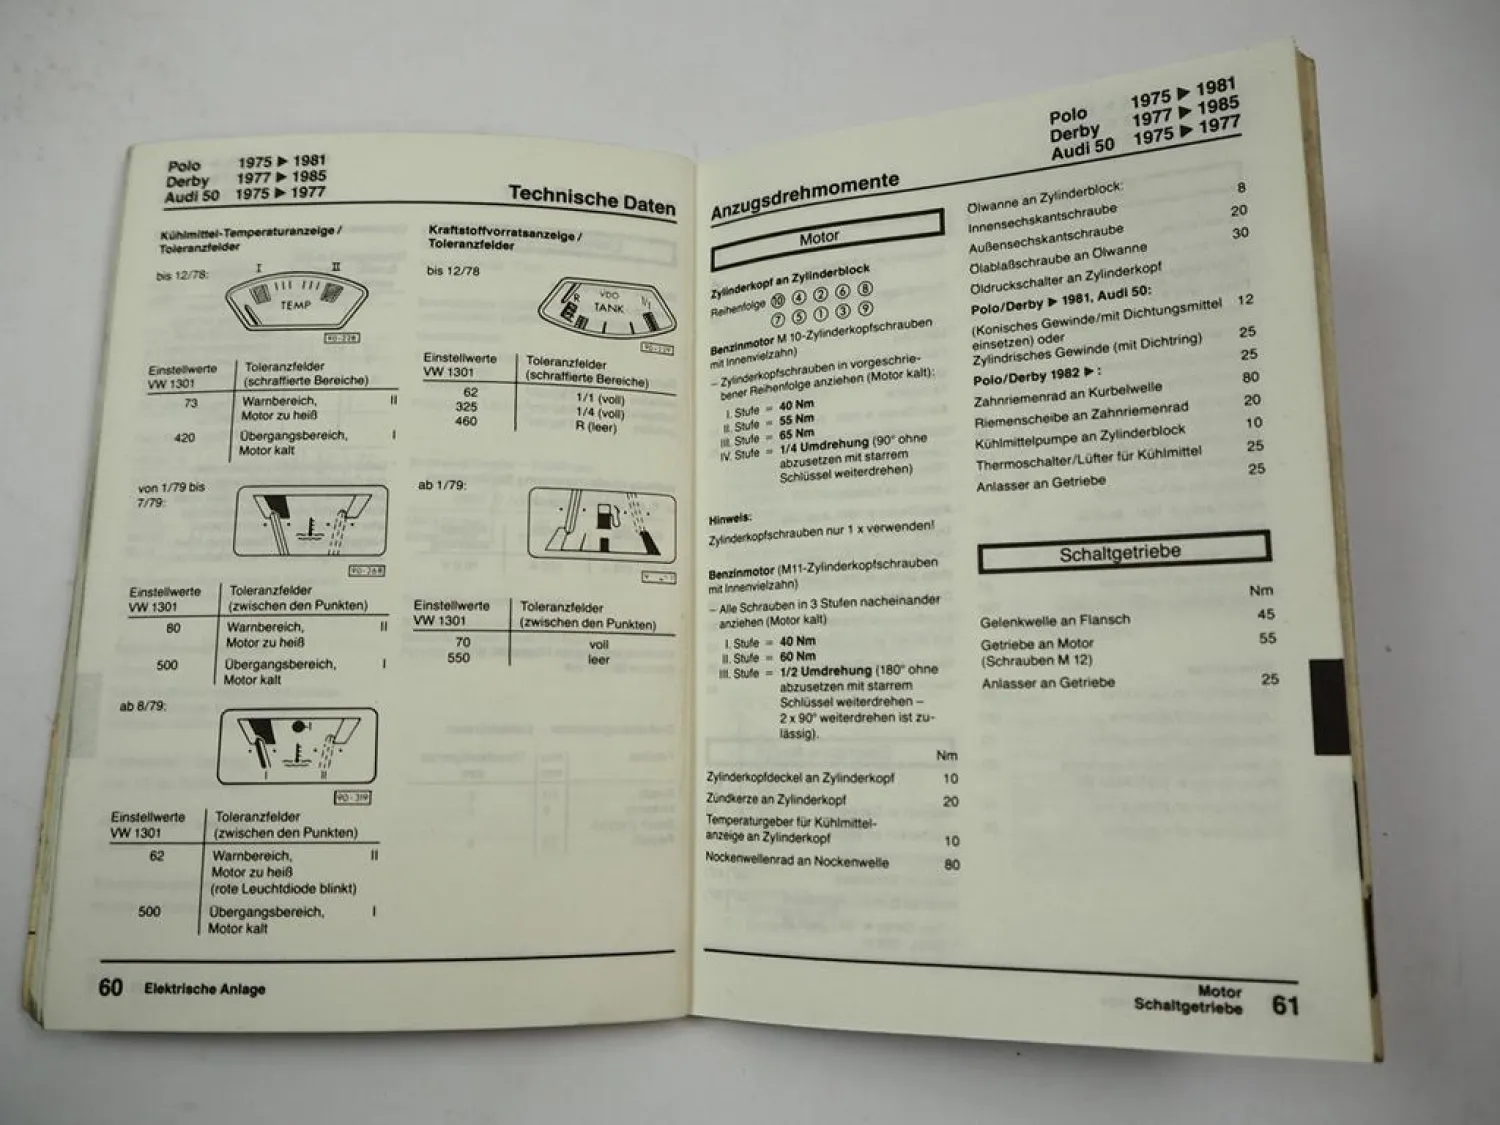 Polo 1975 ▶ 1981
Derby 1977 ▶ 1985
Audi 50 1975 ▶ 1977
Technische Daten
Kühlmittel-Temperaturanzeige /
Toleranzfelder
bis 12/78:
I II
TEMP
90-228
Einstellwerte Toleranzfelder
VW 1301 (schraffierte Bereiche)
73 Warnbereich, II
Motor zu heiß
420 Übergangsbereich, I
Motor kalt
von 1/79 bis
7/79:
90-268
Einstellwerte Toleranzfelder
VW 1301 (zwischen den Punkten)
80 Warnbereich, II
Motor zu heiß
500 Übergangsbereich, I
Motor kalt
ab 8/79:
I
I II
90-319
Einstellwerte Toleranzfelder
VW 1301 (zwischen den Punkten)
62 Warnbereich, II
Motor zu heiß
(rote Leuchtdiode blinkt)
500 Übergangsbereich, I
Motor kalt
Kraftstoffvorratsanzeige /
Toleranzfelder
bis 12/78
R VDO 1/1
TANK
Einstellwerte Toleranzfelder
VW 1301 (schraffierte Bereiche)
62 1/1 (voll)
325 1/4 (voll)
460 R (leer)
ab 1/79:
Einstellwerte Toleranzfelder
VW 1301 (zwischen den Punkten)
70 voll
550 leer
60 Elektrische Anlage
Polo 1975 ▶ 1981
Derby 1977 ▶ 1985
Audi 50 1975 ▶ 1977
Anzugsdrehmomente
Motor
Zylinderkopf an Zylinderblock
Reihenfolge ⑩ ④ ② ⑥ ⑧
⑦ ⑤ ① ③ ⑨
Benzinmotor M 10-Zylinderkopfschrauben
mit Innenvielzahn)
– Zylinderkopfschrauben in vorgeschrie-
bener Reihenfolge anziehen (Motor kalt):
I. Stufe = 40 Nm
II. Stufe = 55 Nm
III. Stufe = 65 Nm
IV. Stufe = 1/4 Umdrehung (90° ohne
abzusetzen mit starrem
Schlüssel weiterdrehen)
Hinweis:
Zylinderkopfschrauben nur 1 x verwenden!
Benzinmotor (M11-Zylinderkopfschrauben
mit Innenvielzahn)
– Alle Schrauben in 3 Stufen nacheinander
anziehen (Motor kalt)
I. Stufe = 40 Nm
II. Stufe = 60 Nm
III. Stufe = 1/2 Umdrehung (180° ohne
abzusetzen mit starrem
Schlüssel weiterdrehen –
2 x 90° weiterdrehen ist zu-
lässig).
Nm
Zylinderkopfdeckel an Zylinderkopf 10
Zündkerze an Zylinderkopf 20
Temperaturgeber für Kühlmittel-
anzeige an Zylinderkopf 10
Nockenwellenrad an Nockenwelle 80
Ölwanne an Zylinderblock:
Innensechskantschraube 8
Außensechskantschraube 20
Ölablaßschraube an Ölwanne 30
Öldruckschalter an Zylinderkopf
Polo/Derby ▶ 1981, Audi 50:
(Konisches Gewinde/mit Dichtungsmittel
einsetzen) oder 12
Zylindrisches Gewinde (mit Dichtring) 25
Polo/Derby 1982 ▶: 25
Zahnriemenrad an Kurbelwelle 80
Riemenscheibe an Zahnriemenrad 20
Kühlmittelpumpe an Zylinderblock 10
Thermoschalter/Lüfter für Kühlmittel 25
Anlasser an Getriebe 25
Schaltgetriebe
Nm
Gelenkwelle an Flansch 45
Getriebe an Motor 55
(Schrauben M 12)
Anlasser an Getriebe 25
Motor
Schaltgetriebe 61